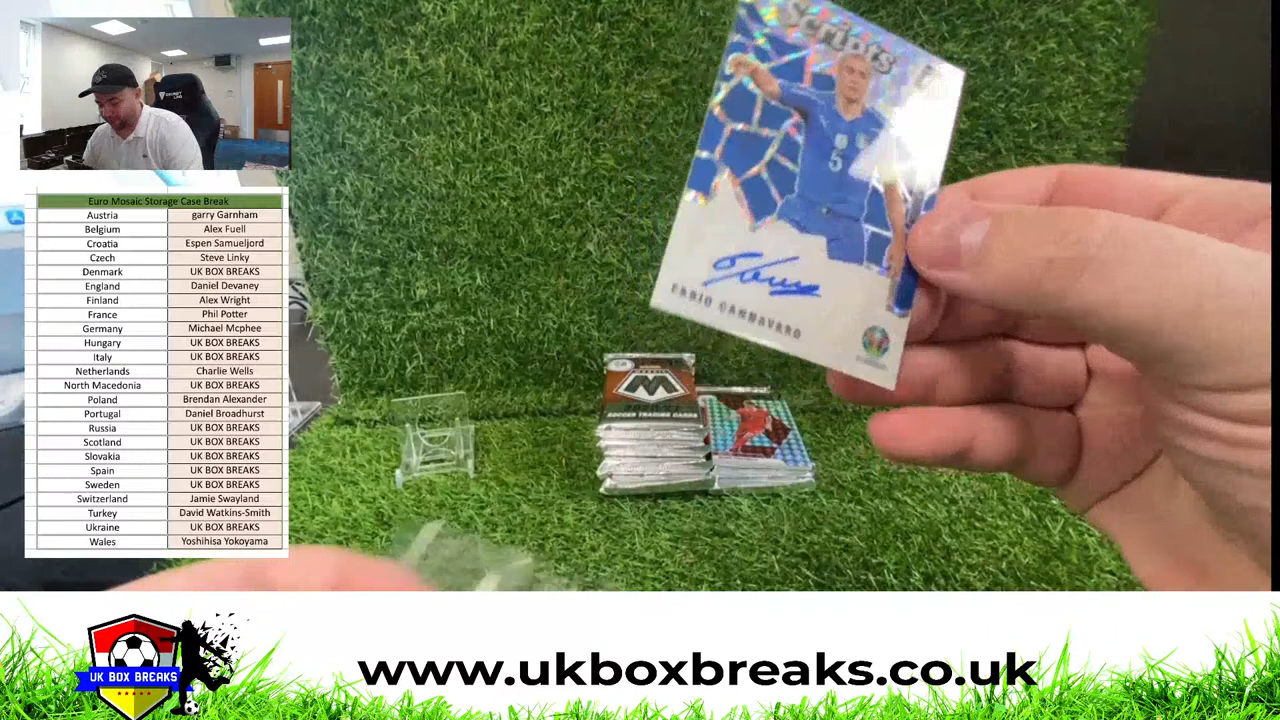 Euro Mosaic Storage Case Break
Austria garry Garnham
Belgium Alex Fuell
Croatia Espen Samueljord
Czech Steve Linky
Denmark UK BOX BREAKS
England Daniel Devaney
Finland Alex Wright
France Phil Potter
Germany Michael Mcphee
Hungary UK BOX BREAKS
Italy UK BOX BREAKS
Netherlands Charlie Wells
North Macedonia UK BOX BREAKS
Poland Brendan Alexander
Portugal Daniel Broadhurst
Russia UK BOX BREAKS
Scotland UK BOX BREAKS
Slovakia UK BOX BREAKS
Spain UK BOX BREAKS
Sweden UK BOX BREAKS
Switzerland Jamie Swayland
Turkey David Watkins-Smith
Ukraine UK BOX BREAKS
Wales Yoshihisa Yokoyama
Scripts
5
FABIO CANNAVARO
M
SOCCER TRADING CARDS
UK BOX BREAKS
www.ukboxbreaks.co.uk